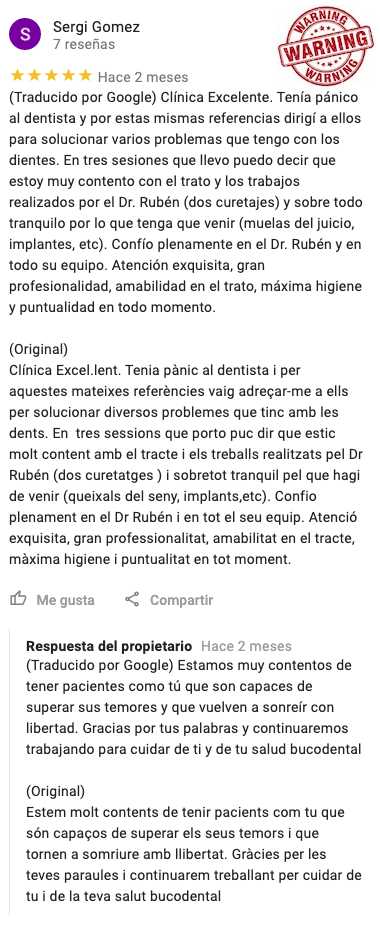 S
Sergi Gomez
7 reseñas
WARNING
WARNING
WARNING
Hace 2 meses
(Traducido por Google) Clínica Excelente. Tenía pánico
al dentista y por estas mismas referencias dirigí a ellos
para solucionar varios problemas que tengo con los
dientes. En tres sesiones que llevo puedo decir que
estoy muy contento con el trato y los trabajos
realizados por el Dr. Rubén (dos curetajes) y sobre todo
tranquilo por lo que tenga que venir (muelas del juicio,
implantes, etc). Confío plenamente en el Dr. Rubén y en
todo su equipo. Atención exquisita, gran
profesionalidad, amabilidad en el trato, máxima higiene
y puntualidad en todo momento.
(Original)
Clínica Excel.lent. Tenia pànic al dentista i per
aquestes mateixes referències vaig adreçar-me a ells
per solucionar diversos problemes que tinc amb les
dents. En  tres sessions que porto puc dir que estic
molt content amb el tracte i els treballs realitzats pel Dr
Rubén (dos curetatges ) i sobretot tranquil pel que hagi
de venir (queixals del seny, implants,etc). Confio
plenament en el Dr Rubén i en tot el seu equip. Atenció
exquisita, gran professionalitat, amabilitat en el tracte,
màxima higiene i puntualitat en tot moment.
Me gusta
Compartir
Respuesta del propietario Hace 2 meses
(Traducido por Google) Estamos muy contentos de
tener pacientes como tú que son capaces de
superar sus temores y que vuelven a sonreír con
libertad. Gracias por tus palabras y continuaremos
trabajando para cuidar de ti y de tu salud bucodental
(Original)
Estem molt contents de tenir pacients com tu que
són capaços de superar els seus temors i que
tornen a somriure amb llibertat. Gràcies per les
teves paraules i continuarem treballant per cuidar de
tu i de la teva salut bucodental